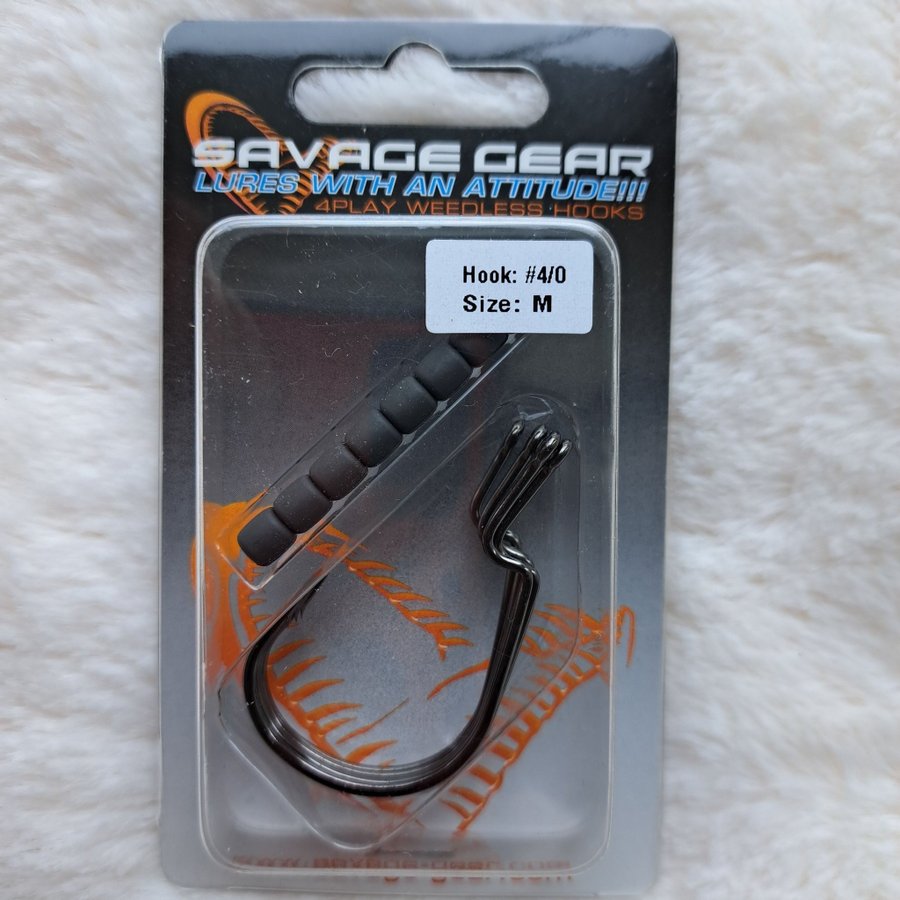 SAVAGE GEAR
LURES WITH AN ATTITUDE!!!
4PLAY WEEDLESS HOOKS
Hook: #4/0
Size: M